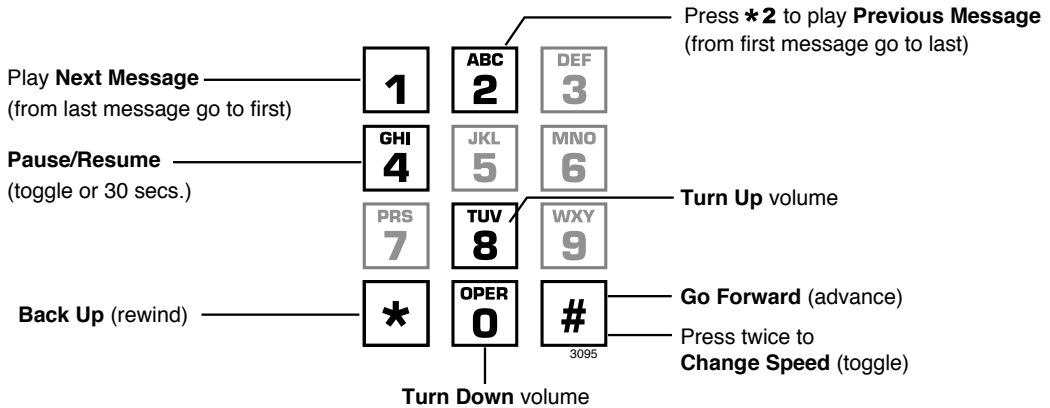 Press *2 to play Previous Message
(from first message go to last)
Play Next Message
(from last message go to first)
1
ABC
2
DEF
3
Pause/Resume
(toggle or 30 secs.)
GHI
4
JKL
5
MNO
6
Turn Up volume
PRS
7
TUV
8
WXY
9
Back Up (rewind)
*
OPER
0
#
Go Forward (advance)
Press twice to
Change Speed (toggle)
3095
Turn Down volume